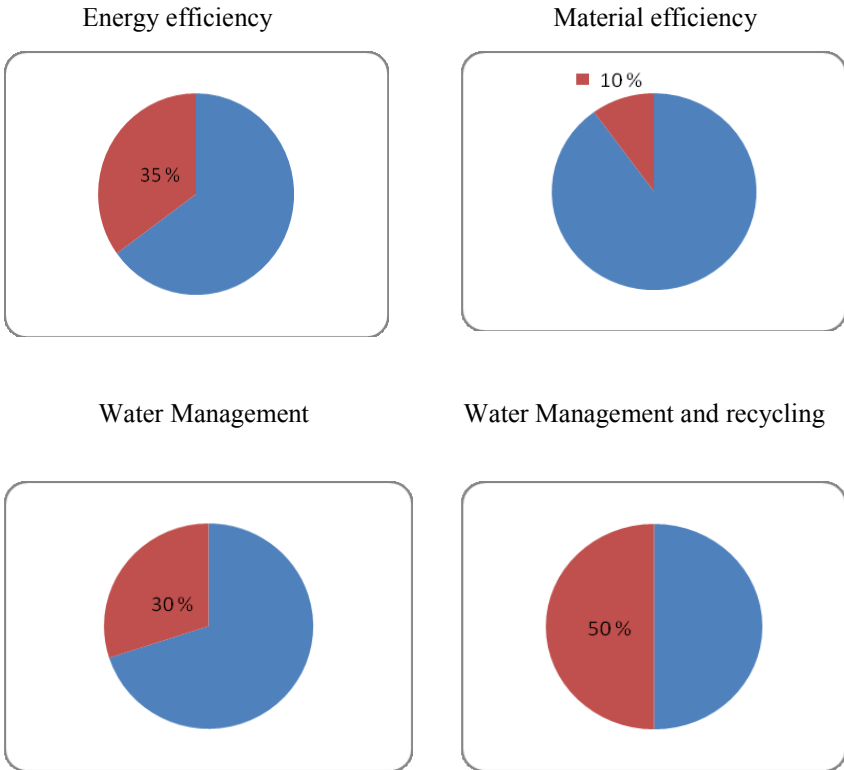 Energy efficiency
Material efficiency
35 %
10 %
Water Management
Water Management and recycling
30 %
50 %